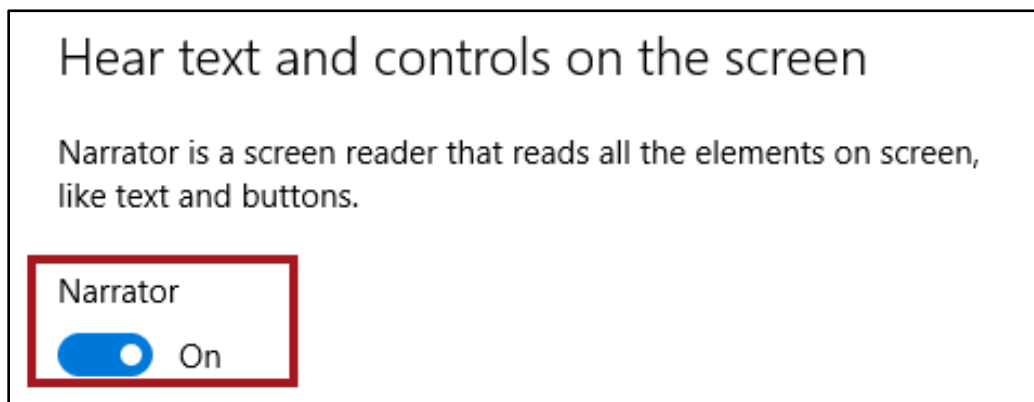 Hear text and controls on the screen
Narrator is a screen reader that reads all the elements on screen,
like text and buttons.
Narrator
On